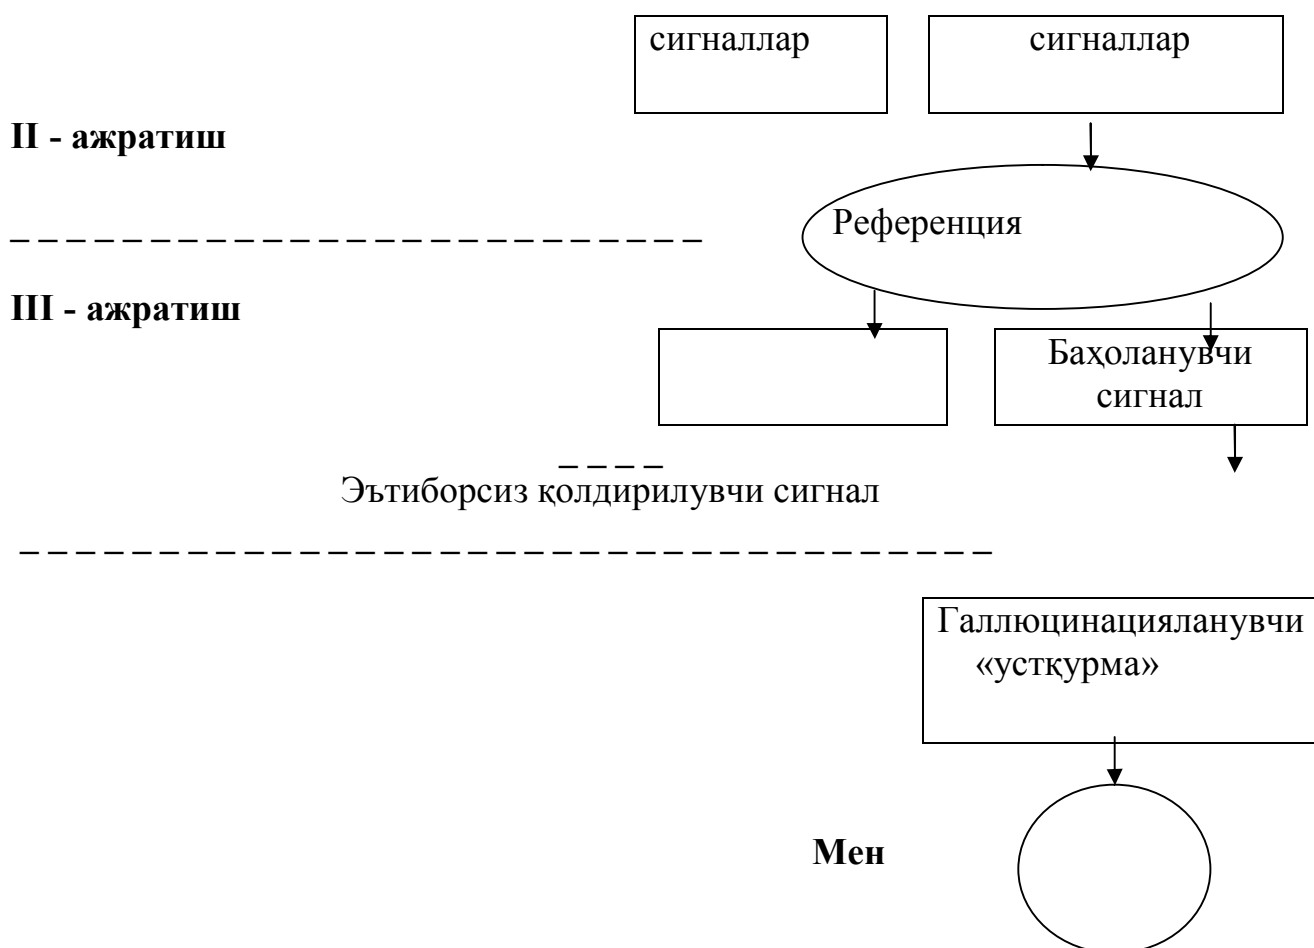 сигналлар
сигналлар
II - ажратиш
Референция
III - ажратиш
Баҳоланувчи
сигнал
Эътиборсиз қолдирилувчи сигнал
Галлюцинацияланувчи
«устқурма»
Мен